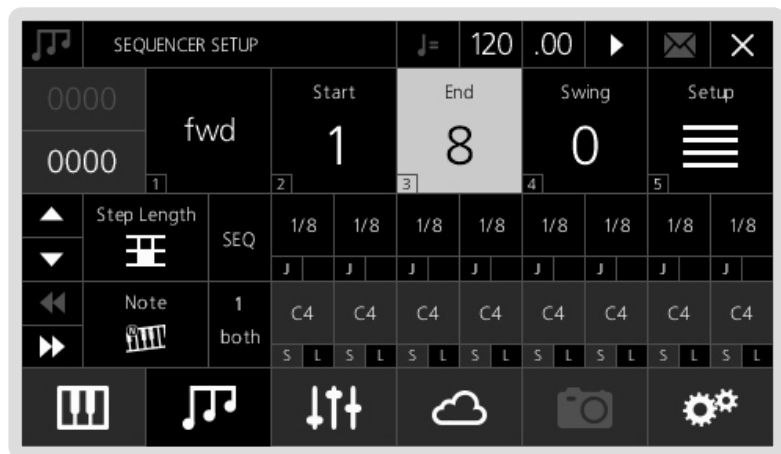 SEQUENCER SETUP = 120 .00
0000
0000
fwd
1
Start
1
2
End
8
3
Swing
0
4
Setup
5
Step Length
SEQ
1/8 1/8 1/8 1/8 1/8 1/8 1/8 1/8
J J J J J J J J
Note
N
1
both
C4 C4 C4 C4 C4 C4 C4 C4
S L S L S L S L S L S L S L S L